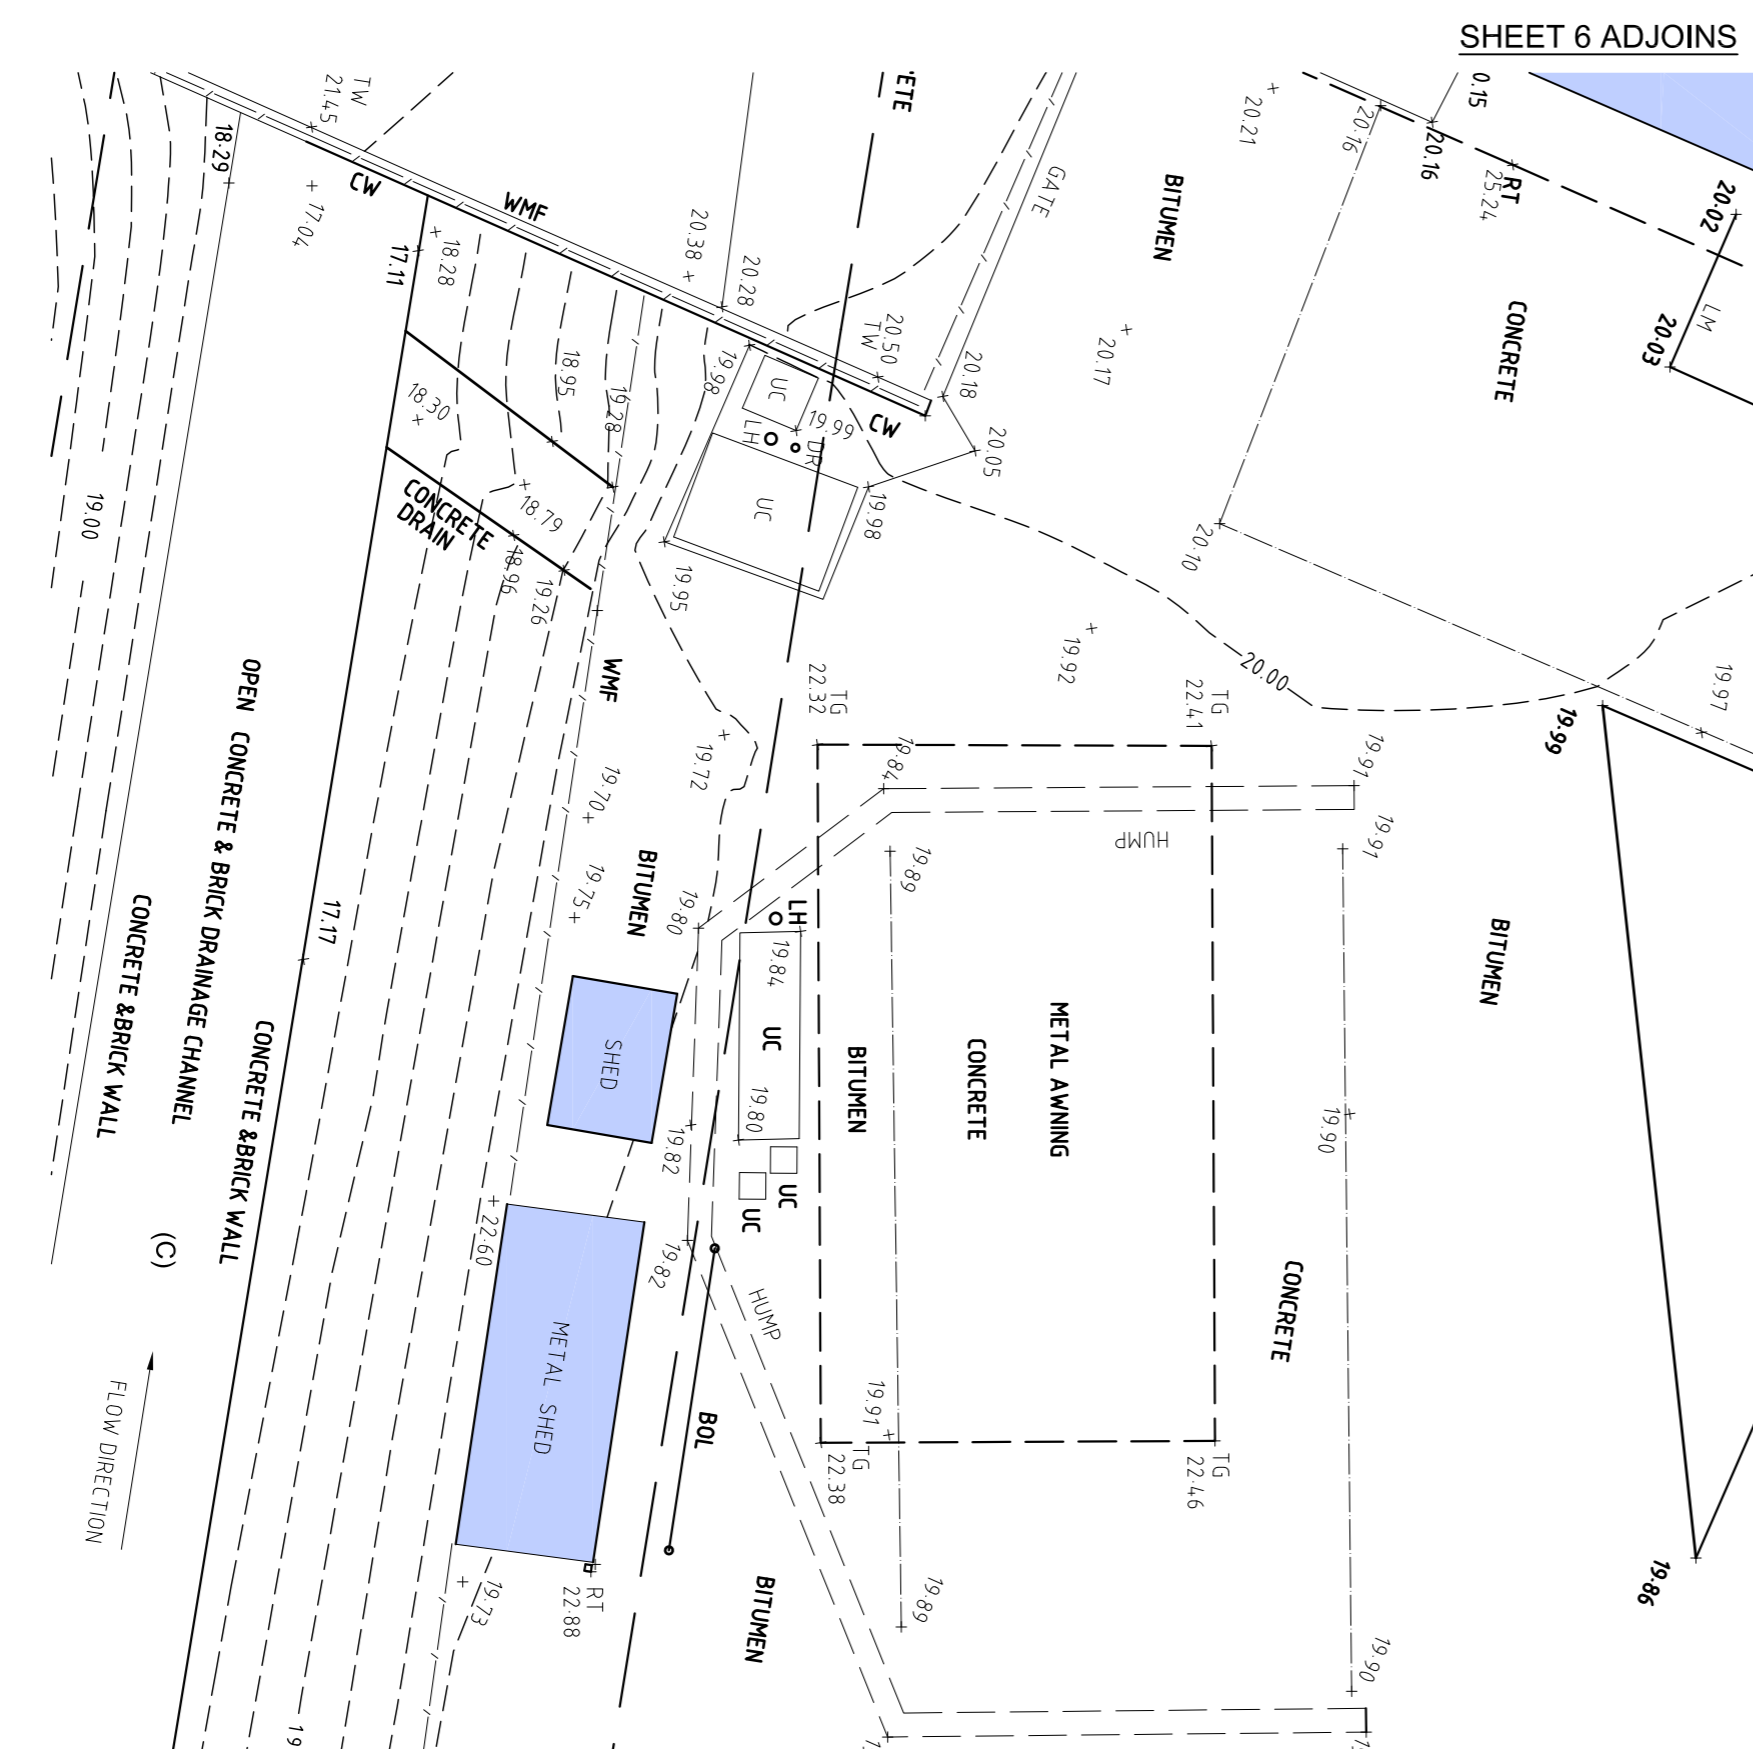 SHEET 6 ADJOINS
TW
21.45
18.29
17.04
CW
WMF
17.11
18.28
20.38
20.28
'ETE
GATE
20.21
BITUMEN
20.16
20.16
0.15
RT
25.24
20.02
LM
20.03
CONCRETE
18.95
19.28
18.30
19.98
UC
LH
DR
19.99
20.50
TW
CW
20.18
20.05
20.17
19.98
UC
CONCRETE
DRAIN
18.79
18.96
19.26
19.00
19.95
20.10
19.92
20.00
19.97
19.99
WMF
TG
22.32
TG
22.41
19.72
19.70
19.75
19.84
19.91
HUMP
19.91
19.89
BITUMEN
19.80
LH
19.84
UC
19.80
UC
UC
SHED
19.82
19.82
BITUMEN
CONCRETE
METAL AWNING
BITUMEN
19.90
CONCRETE
OPEN CONCRETE & BRICK DRAINAGE CHANNEL
CONCRETE &BRICK WALL
CONCRETE &BRICK WALL
17.17
(C)
FLOW DIRECTION
22.60
METAL SHED
HUMP
BOL
19.91
TG
22.38
TG
22.46
19.73
RT
22.88
BITUMEN
19.89
19.90
19.86
19